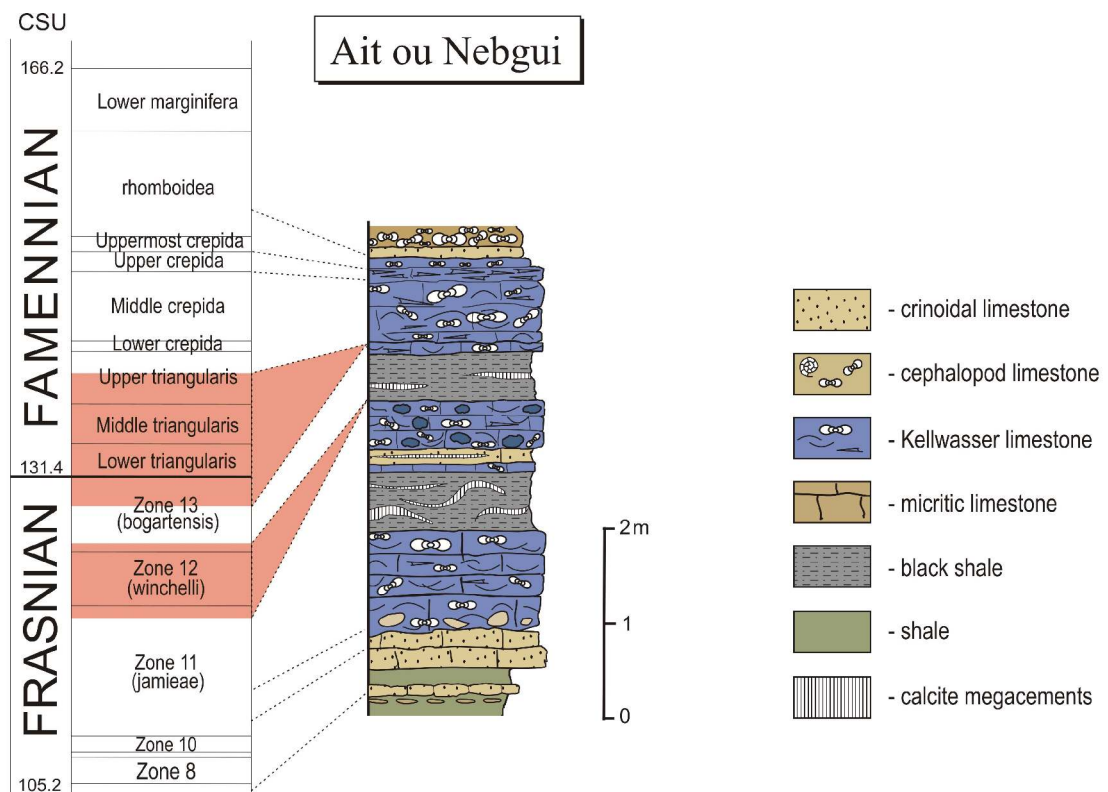 CSU
Ait ou Nebgui
166.2
Lower marginifera
rhomboidea
Uppermost crepida
Upper crepida
Middle crepida
Lower crepida
Upper triangularis
Middle triangularis
Lower triangularis
131.4
FAMENNIAN
Zone 13
(bogartensis)
Zone 12
(winchelli)
Zone 11
(jamieae)
Zone 10
Zone 8
105.2
FRASNIAN
2m
1
0
- crinoidal limestone
- cephalopod limestone
- Kellwasser limestone
- micritic limestone
- black shale
- shale
- calcite megacements